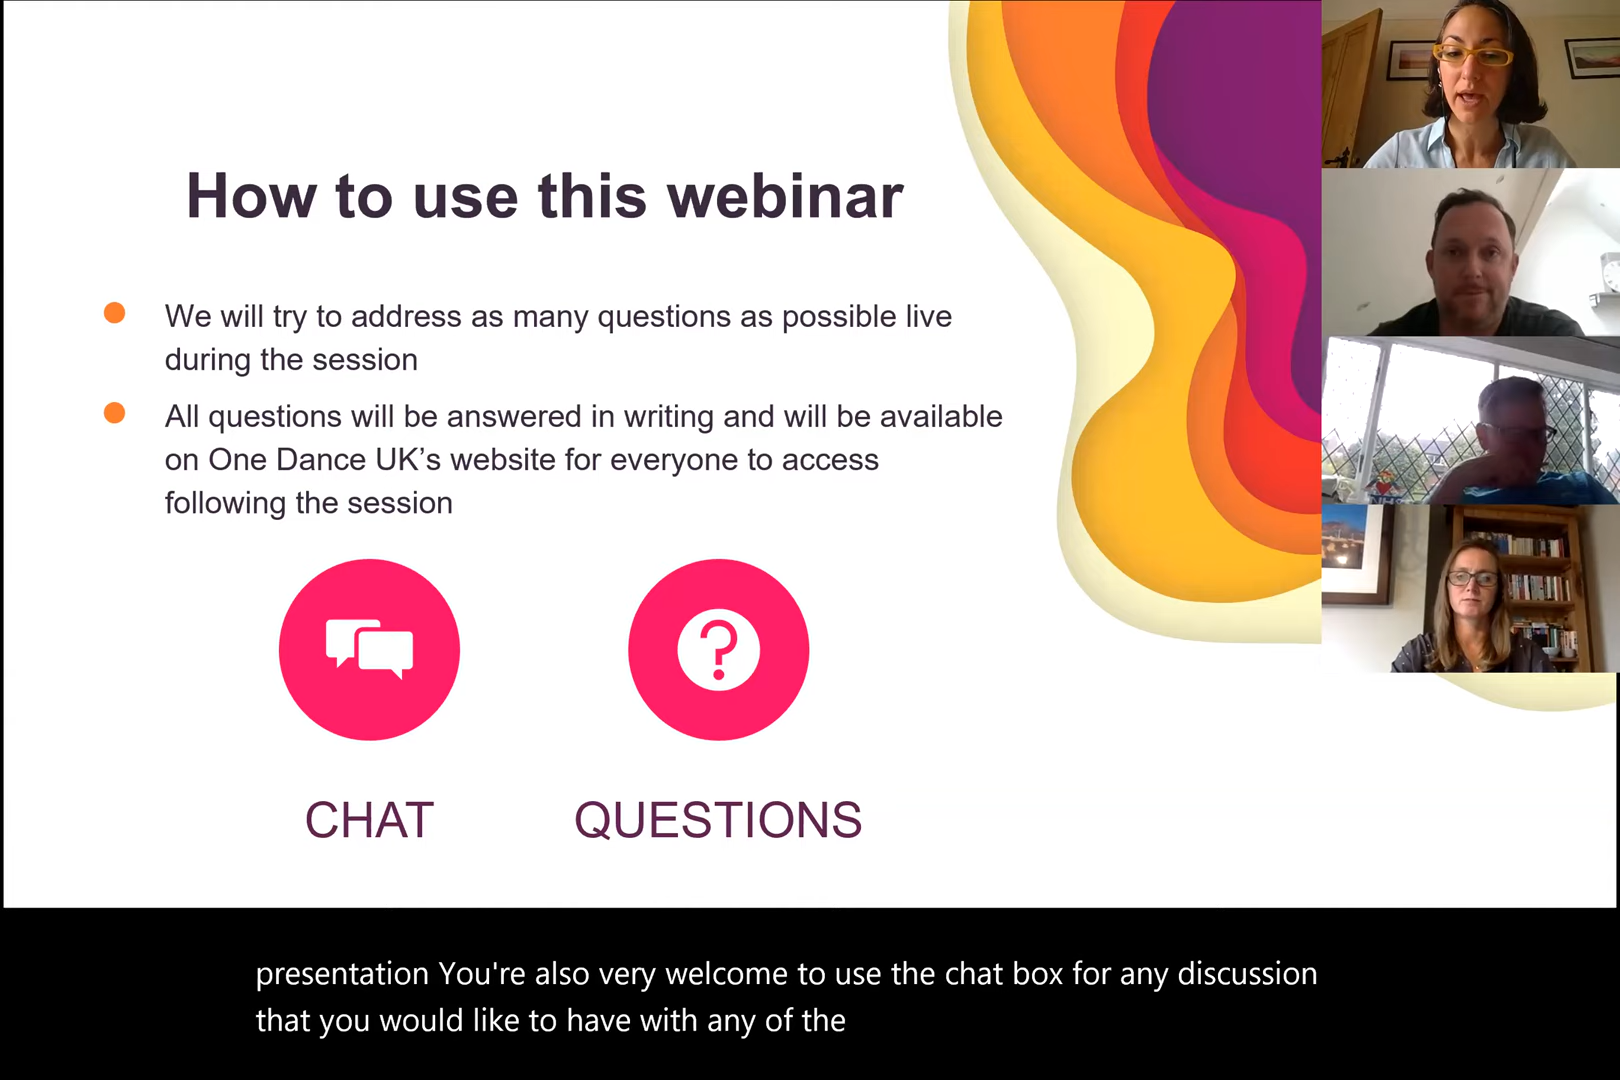 How to use this webinar
We will try to address as many questions as possible live
during the session
All questions will be answered in writing and will be available
on One Dance UK’s website for everyone to access
following the session
CHAT
QUESTIONS
NHS
presentation You're also very welcome to use the chat box for any discussion
that you would like to have with any of the